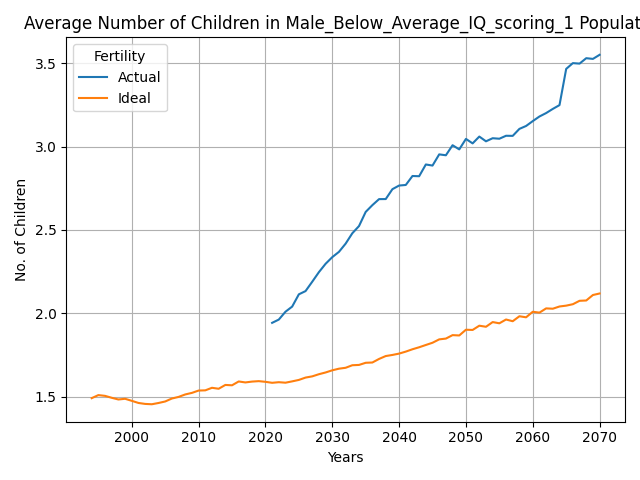 Average Number of Children in Male_Below_Average_IQ_scoring_1 Populat
Fertility
Actual
Ideal
No. of Children
3.5
3.0
2.5
2.0
1.5
2000 2010 2020 2030 2040 2050 2060 2070
Years